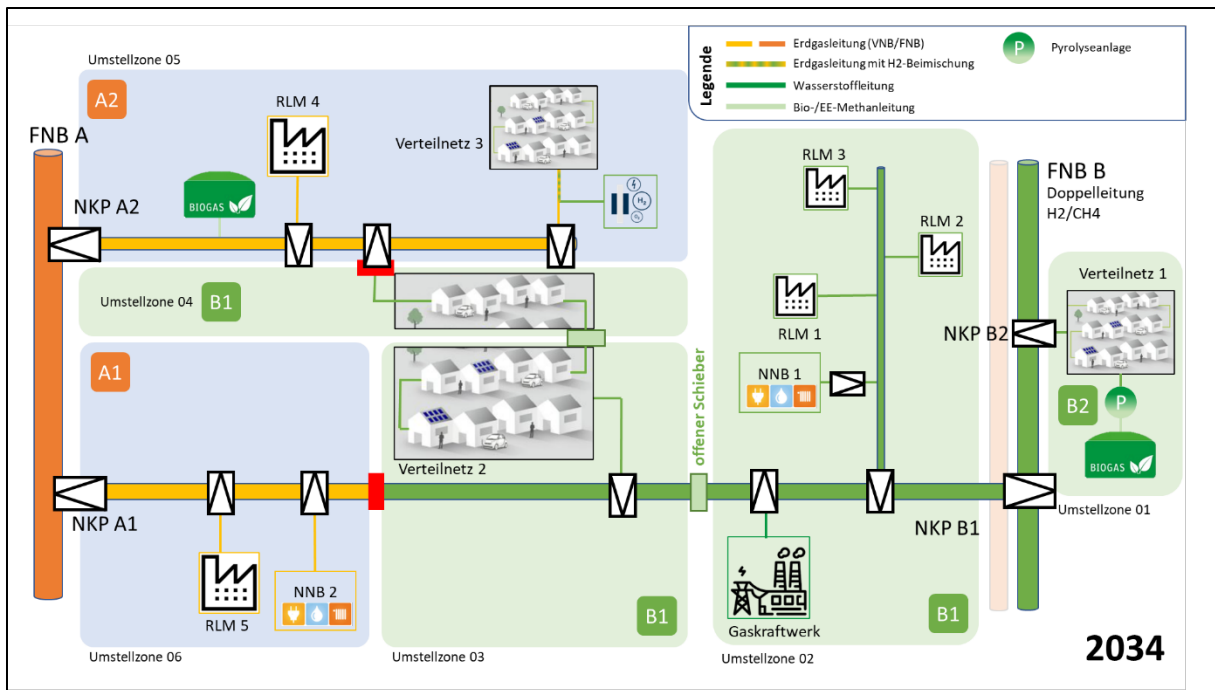 Umstellzone 05
A2
FNB A
NKP A2
BIOGAS
RLM 4
Verteilnetz 3
H₂
O₂
Legende
Erdgasleitung (VNB/FNB)
Erdgasleitung mit H2-Beimischung
Wasserstoffleitung
Bio-/EE-Methanleitung
P
Pyrolyseanlage
RLM 3
RLM 2
RLM 1
NNB 1
FNB B
Doppelleitung
H2/CH4
Verteilnetz 1
NKP B2
B2
P
BIOGAS
Umstellzone 01
Umstellzone 04
B1
A1
Verteilnetz 2
offener Schieber
NKP A1
NKP B1
RLM 5
NNB 2
B1
Gaskraftwerk
B1
Umstellzone 06
Umstellzone 03
Umstellzone 02
2034